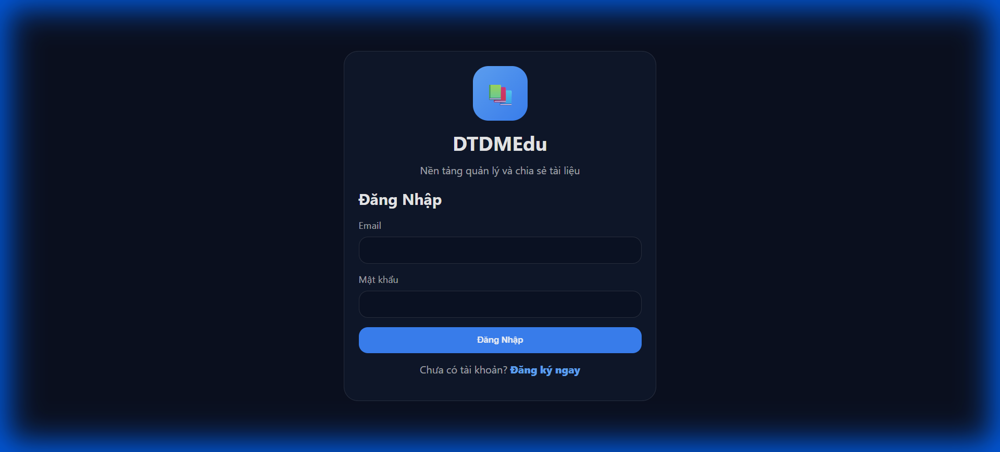 DTDMEdu
Nền tảng quản lý và chia sẻ tài liệu
Đăng Nhập
Email
Mật khẩu
Đăng Nhập
Chưa có tài khoản? Đăng ký ngay